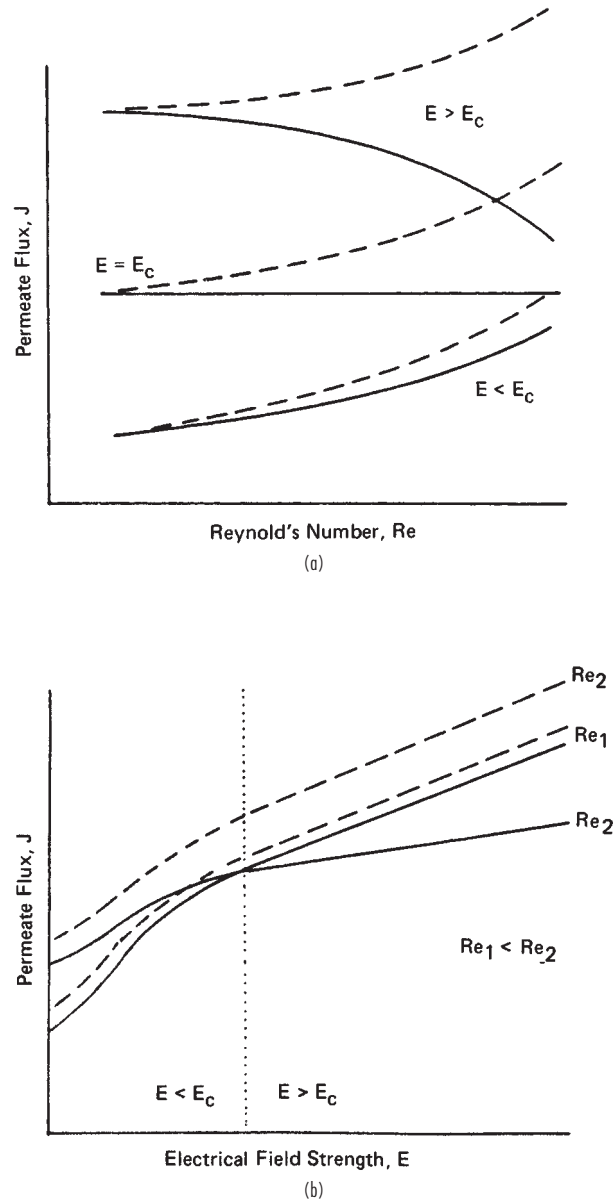 E > Ec
E = Ec
E < Ec
Permeate Flux, J
Reynold's Number, Re
(a)
Re2
Re1
Re2
Re1 < Re2
E < Ec
E > Ec
Permeate Flux, J
Electrical Field Strength, E
(b)